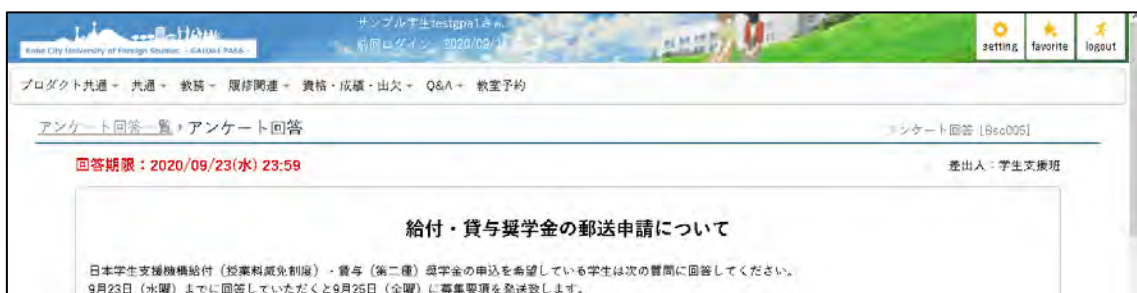 サンプル学生testgpa1さん
前回ログイン 2020/09/1
Kobe City University of Foreign Studies - GAIDAI PASS -
setting favorite logout
プロダクト共通 共通 教務 履修関連 資格・成績・出欠 Q&A 教室予約
アンケート回答一覧 › アンケート回答
ンケート回答 [Bsc005]
回答期限：2020/09/23(水) 23:59
差出人：学生支援班
給付・貸与奨学金の郵送申請について
日本学生支援機構給付（授業料減免制度）・貸与（第二種）奨学金の申込を希望している学生は次の質問に回答してください。
9月23日（水曜）までに回答していただくと9月25日（金曜）に募集要項を発送致します。